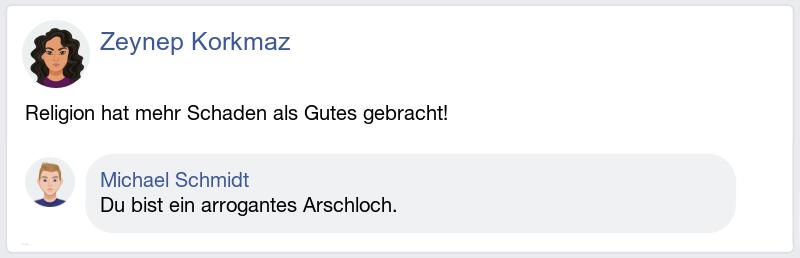 Zeynep Korkmaz
Religion hat mehr Schaden als Gutes gebracht!
Michael Schmidt
Du bist ein arrogantes Arschloch.